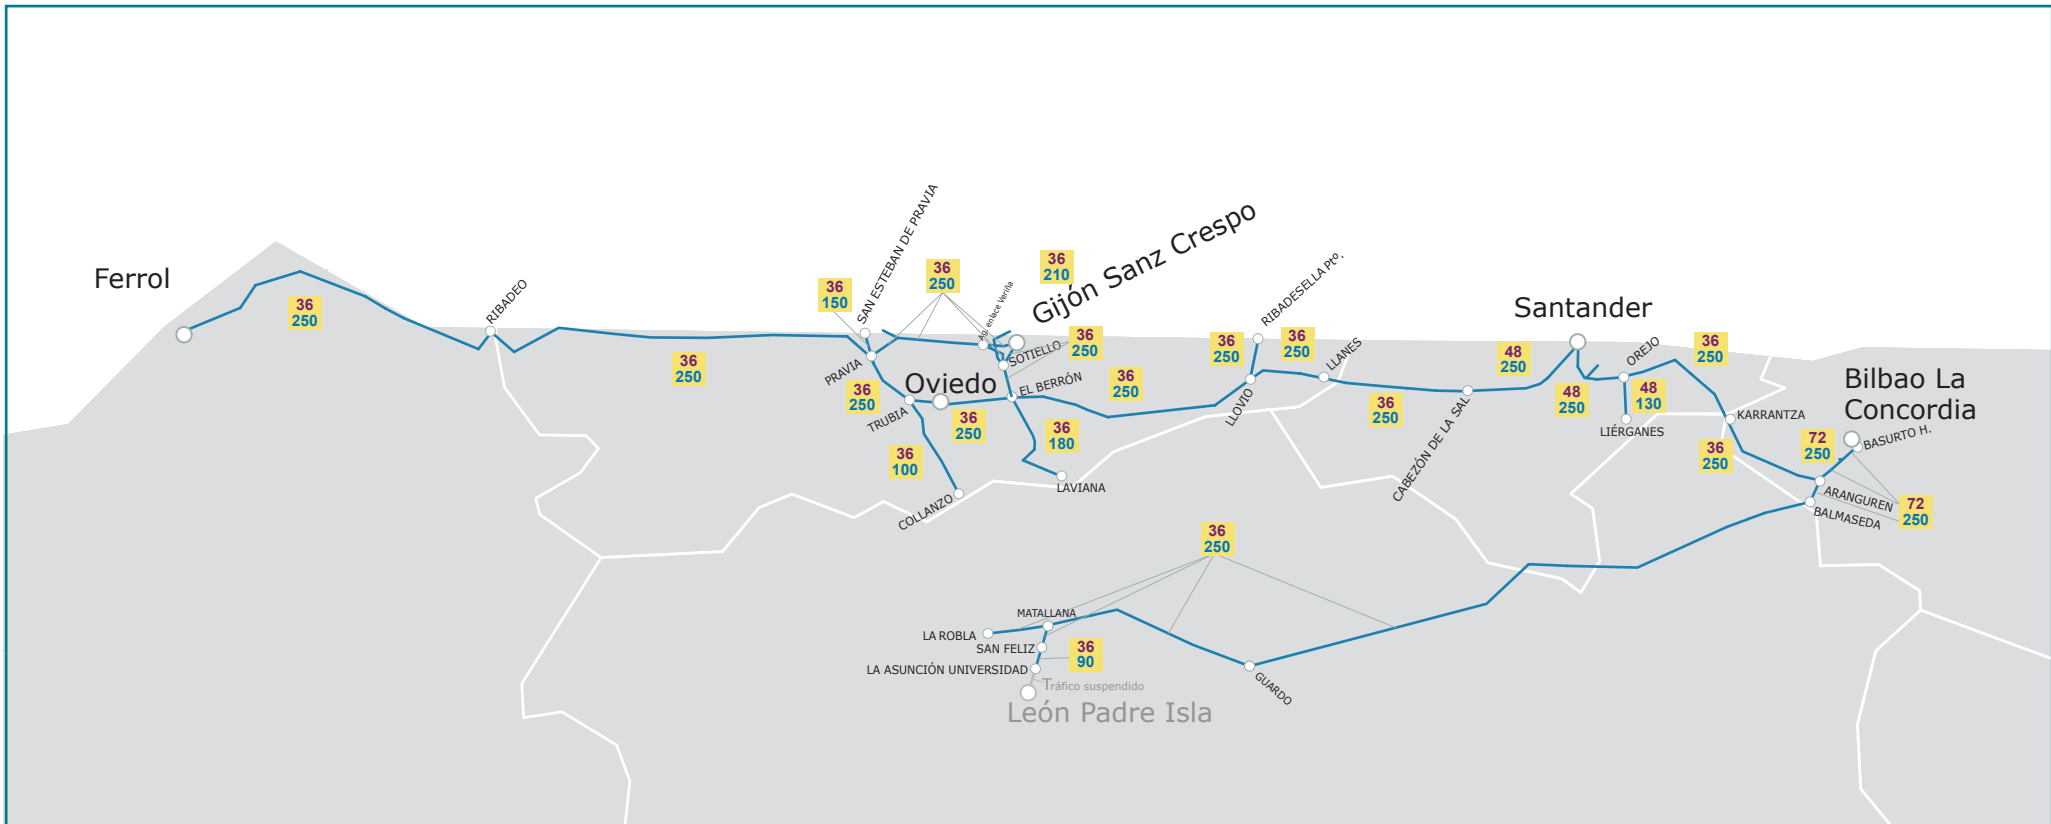 Ferrol
36
250
RIBADEO
36
250
36
150
SAN ESTEBAN DE PRAVIA
36
250
36
210
Ag. enlace Veriña
Gijón Sanz Crespo
SOTIELLO
36
250
PRAVIA
36
250
Oviedo
TRUBIA
36
250
EL BERRÓN
36
250
36
180
36
100
COLLANZO
LAVIANA
36
250
RIBADESELLA Ptº.
36
250
LLANES
LLOVIO
36
250
CABEZÓN DE LA SAL
Santander
48
250
48
250
OREJO
48
130
LIÉRGANES
36
250
KARRANTZA
36
250
Bilbao La
Concordia
72
250
BASURTO H.
ARANGUREN
BALMASEDA
72
250
36
250
MATALLANA
LA ROBLA
SAN FELIZ
36
90
LA ASUNCIÓN UNIVERSIDAD
Tráfico suspendido
León Padre Isla
GUARDO